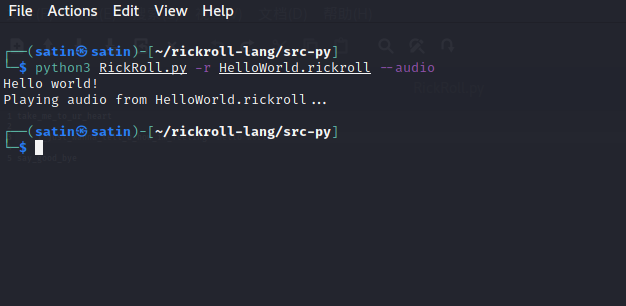 File Actions Edit View Help
┌──(satin㉿satin)-[~/rickroll-lang/src-py]
└─$ python3 RickRoll.py -r HelloWorld.rickroll --audio
Hello world!
Playing audio from HelloWorld.rickroll...
┌──(satin㉿satin)-[~/rickroll-lang/src-py]
└─$